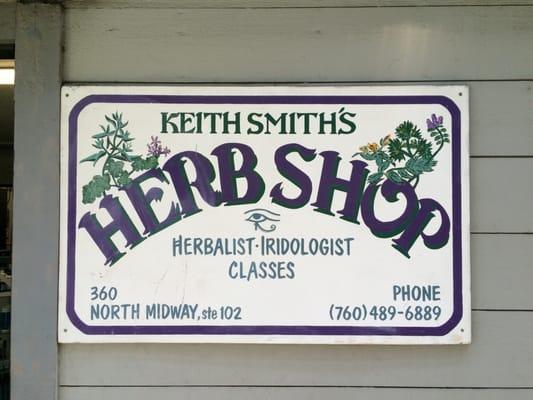 KEITH SMITH'S
HERB SHOP
HERBALIST·IRIDOLOGIST
CLASSES
360
NORTH MIDWAY, ste 102
PHONE
(760) 489-6889